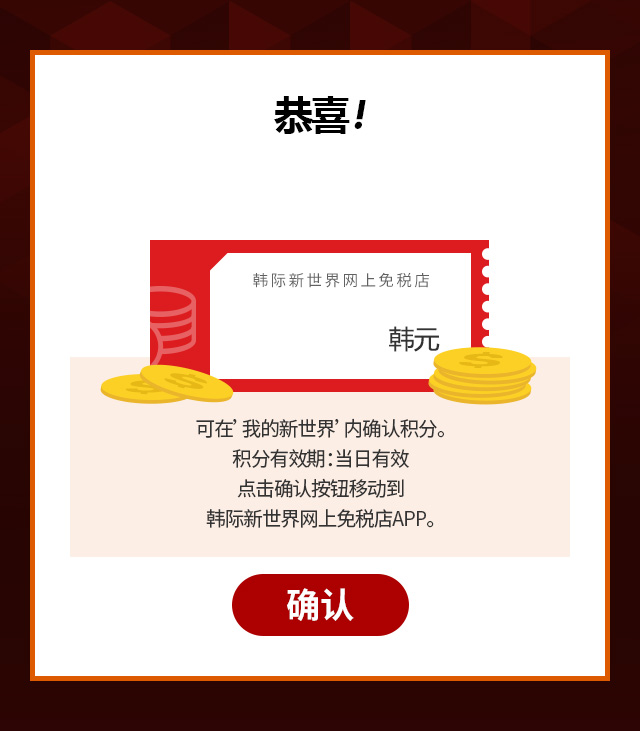 恭喜!
韩际新世界网上免税店
韩元
可在’我的新世界’内确认积分。
积分有效期:当日有效
点击确认按钮移动到
韩际新世界网上免税店APP。
确认